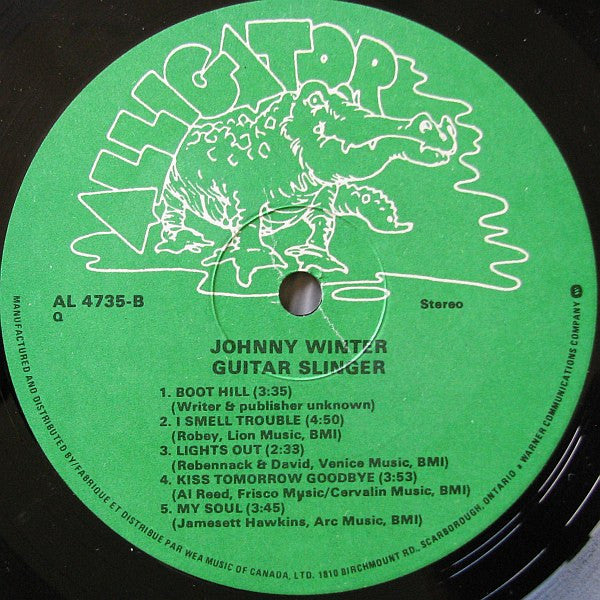 ALLIGATOR
AL 4735-B
Q
Stereo
JOHNNY WINTER
GUITAR SLINGER
1. BOOT HILL (3:35)
(Writer & publisher unknown)
2. I SMELL TROUBLE (4:50)
(Robey, Lion Music, BMI)
3. LIGHTS OUT (2:33)
(Rebennack & David, Venice Music, BMI)
4. KISS TOMORROW GOODBYE (3:53)
(Al Reed, Frisco Music/Cervalin Music, BMI)
5. MY SOUL (3:45)
(Jamesett Hawkins, Arc Music, BMI)
MANUFACTURED AND DISTRIBUTED BY/FABRIQUE ET DISTRIBUE PAR WEA MUSIC OF CANADA, LTD. 1810 BIRCHMOUNT RD., SCARBOROUGH, ONTARIO a WARNER COMMUNICATIONS COMPANY